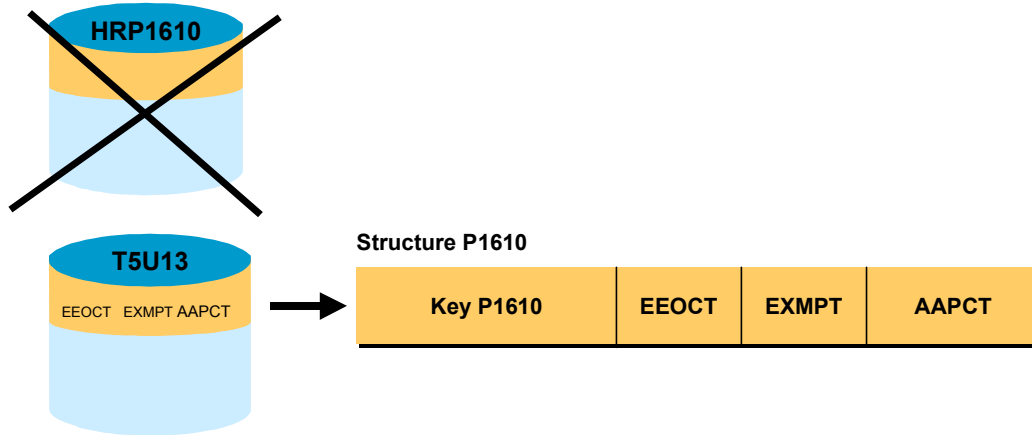 HRP1610
T5U13
EEOCT EXMPT AAPCT
Structure P1610
Key P1610 EEOCT EXMPT AAPCT